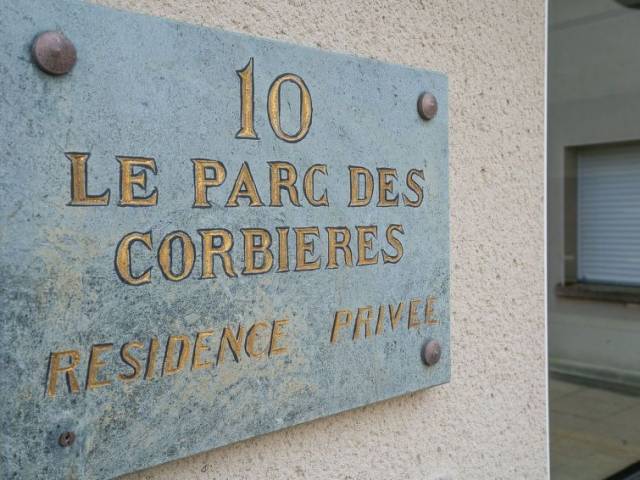 10
LE PARC DES
CORBIERES
RESIDENCE PRIVEE